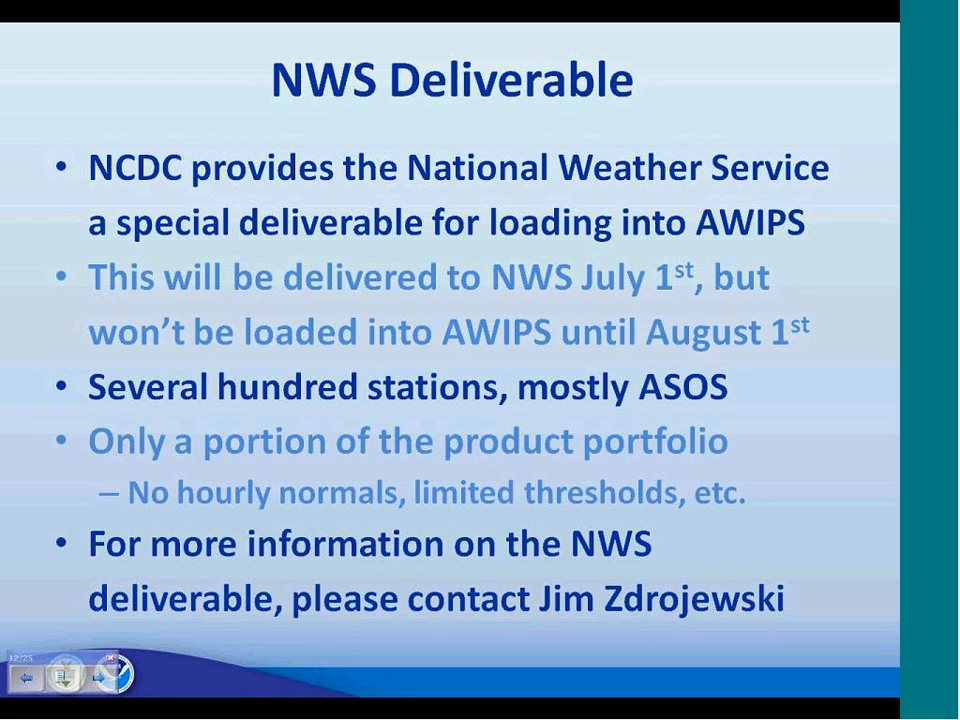 NWS Deliverable
• NCDC provides the National Weather Service
a special deliverable for loading into AWIPS
• This will be delivered to NWS July 1st, but
won't be loaded into AWIPS until August 1st
• Several hundred stations, mostly ASOS
• Only a portion of the product portfolio
– No hourly normals, limited thresholds, etc.
• For more information on the NWS
deliverable, please contact Jim Zdrojewski
12/25